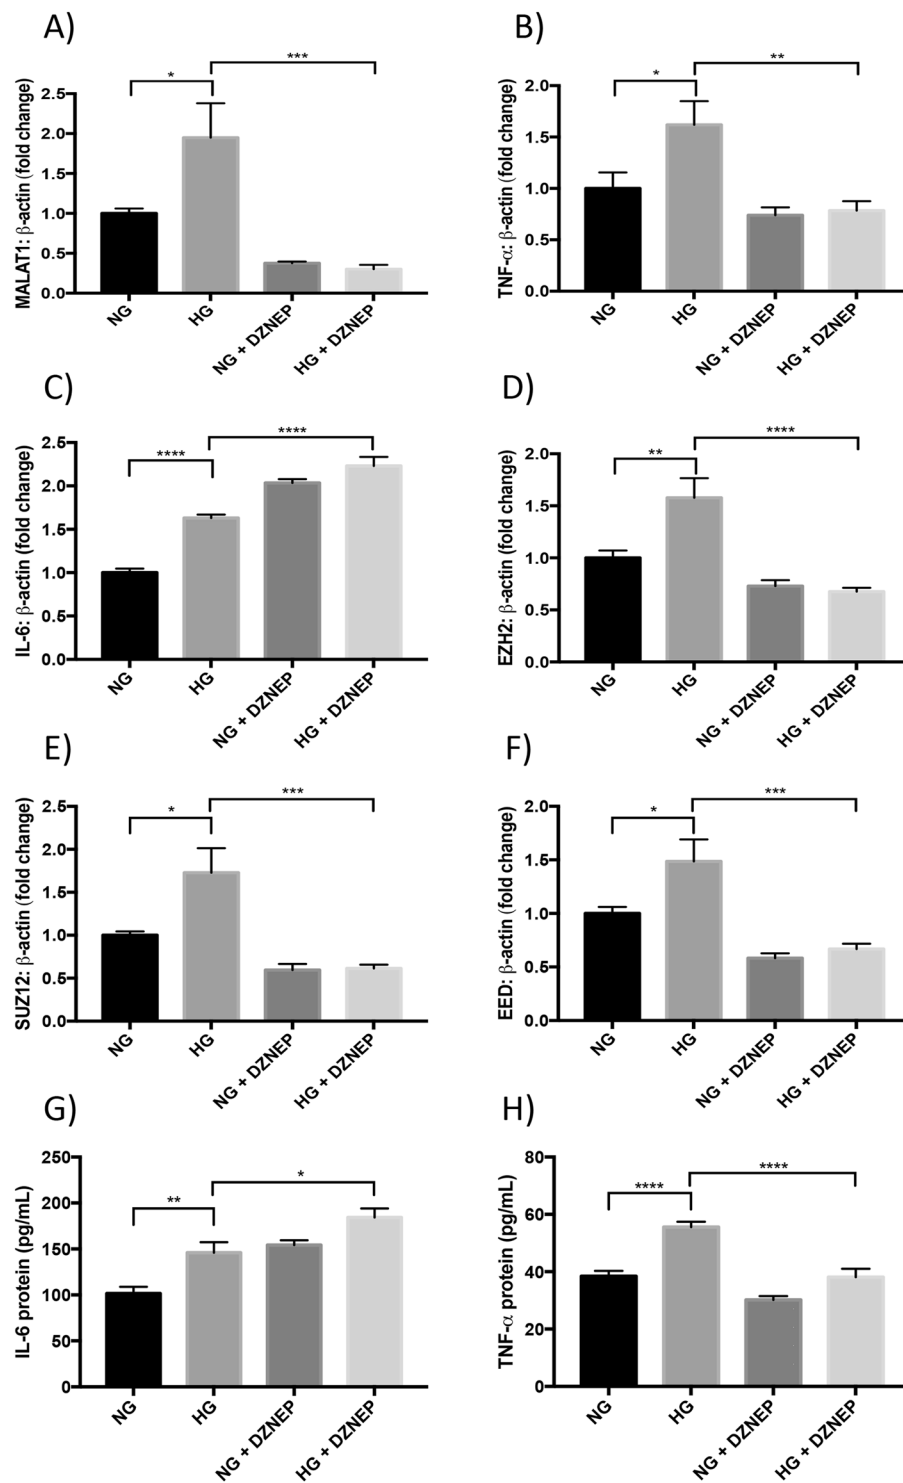 A)
MALAT1: β-actin (fold change)
2.5
2.0
1.5
1.0
0.5
0.0
*
***
NG
HG
NG + DZNEP
HG + DZNEP
B)
TNF-α: β-actin (fold change)
2.0
1.5
1.0
0.5
0.0
*
**
NG
HG
NG + DZNEP
HG + DZNEP
C)
IL-6: β-actin (fold change)
2.5
2.0
1.5
1.0
0.5
0.0
****
****
NG
HG
NG + DZNEP
HG + DZNEP
D)
EZH2: β-actin (fold change)
2.0
1.5
1.0
0.5
0.0
**
****
NG
HG
NG + DZNEP
HG + DZNEP
E)
SUZ12: β-actin (fold change)
2.5
2.0
1.5
1.0
0.5
0.0
*
***
NG
HG
NG + DZNEP
HG + DZNEP
F)
EED: β-actin (fold change)
2.0
1.5
1.0
0.5
0.0
*
***
NG
HG
NG + DZNEP
HG + DZNEP
G)
IL-6 protein (pg/mL)
250
200
150
100
50
0
**
*
NG
HG
NG + DZNEP
HG + DZNEP
H)
TNF-α protein (pg/mL)
80
60
40
20
0
****
****
NG
HG
NG + DZNEP
HG + DZNEP